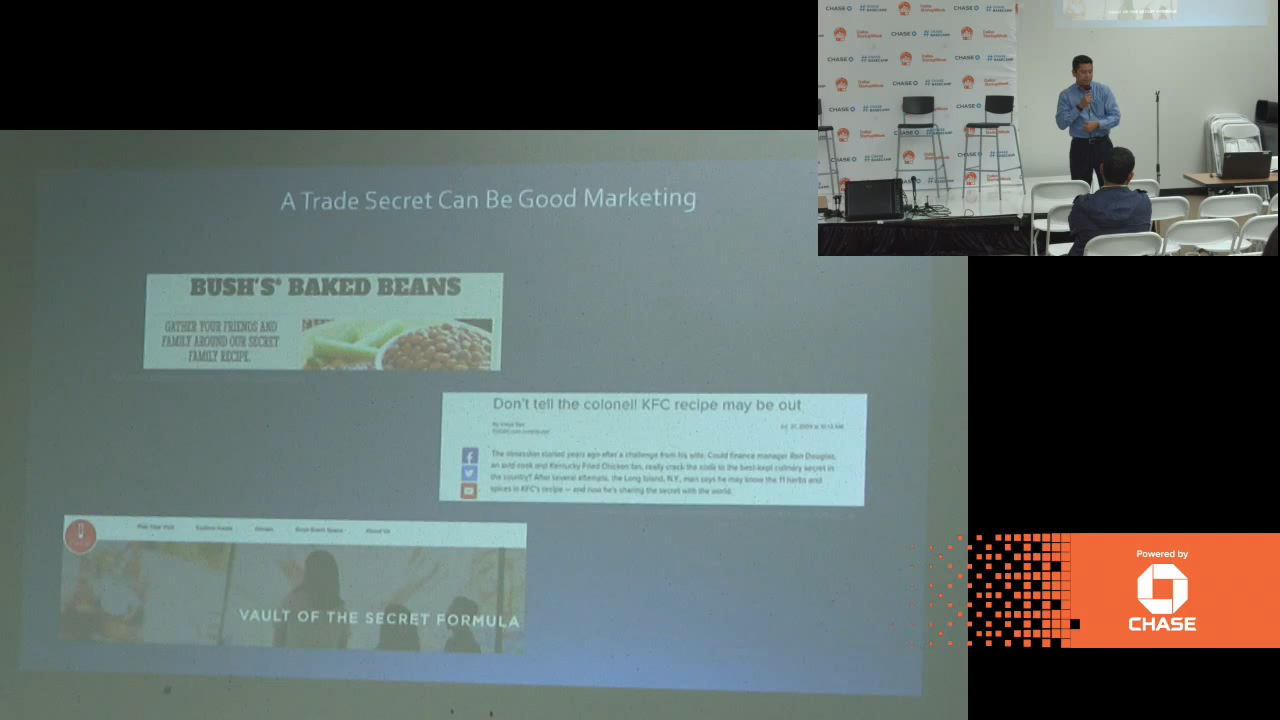 A Trade Secret Can Be Good Marketing
BUSH'S® BAKED BEANS
GATHER YOUR FRIENDS AND
FAMILY AROUND OUR SECRET
FAMILY RECIPE.
Don't tell the colonel! KFC recipe may be out
The obsession started years ago after a challenge from his wife: Could finance manager Ron Douglas,
an avid cook and Kentucky Fried Chicken fan, really crack the code to the best-kept culinary secret in
the country? After several attempts, the Long Island, N.Y., man says he may know the 11 herbs and
spices in KFC's recipe — and now he's sharing the secret with the world.
About Us
VAULT OF THE SECRET FORMULA
CHASE
Powered by
CHASE